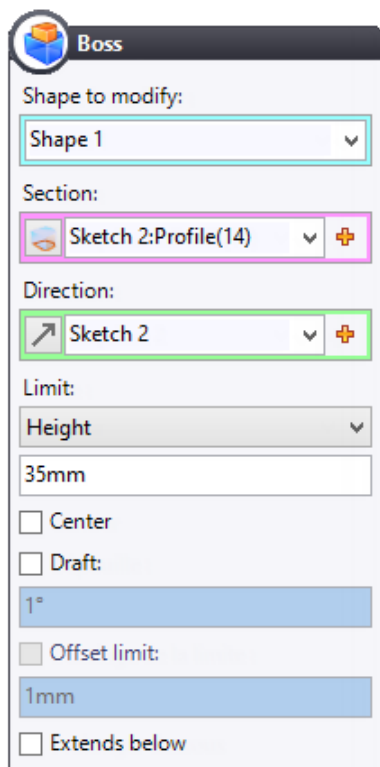 Boss
Shape to modify:
Shape 1
Section:
Sketch 2:Profile(14)
Direction:
Sketch 2
Limit:
Height
35mm
Center
Draft:
1°
Offset limit:
1mm
Extends below